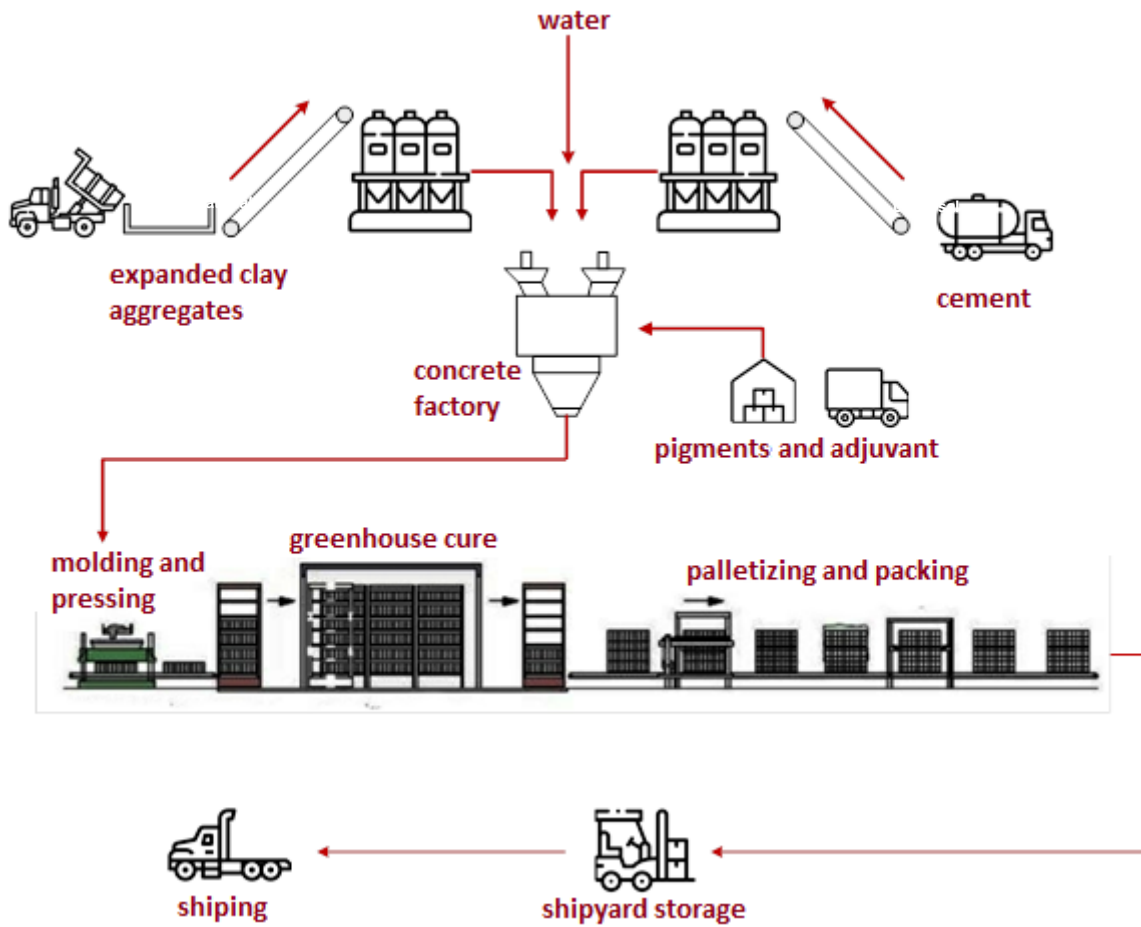 water
expanded clay
aggregates
cement
concrete
factory
pigments and adjuvant
molding and
pressing
greenhouse cure
palletizing and packing
shiping
shipyard storage